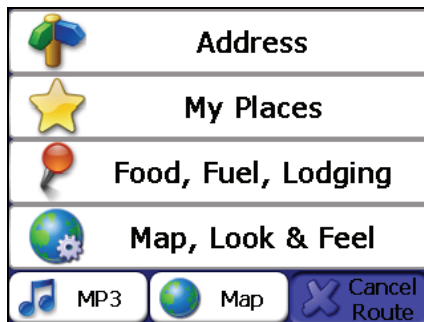 Address
My Places
Food, Fuel, Lodging
Map, Look & Feel
MP3
Map
Cancel
Route